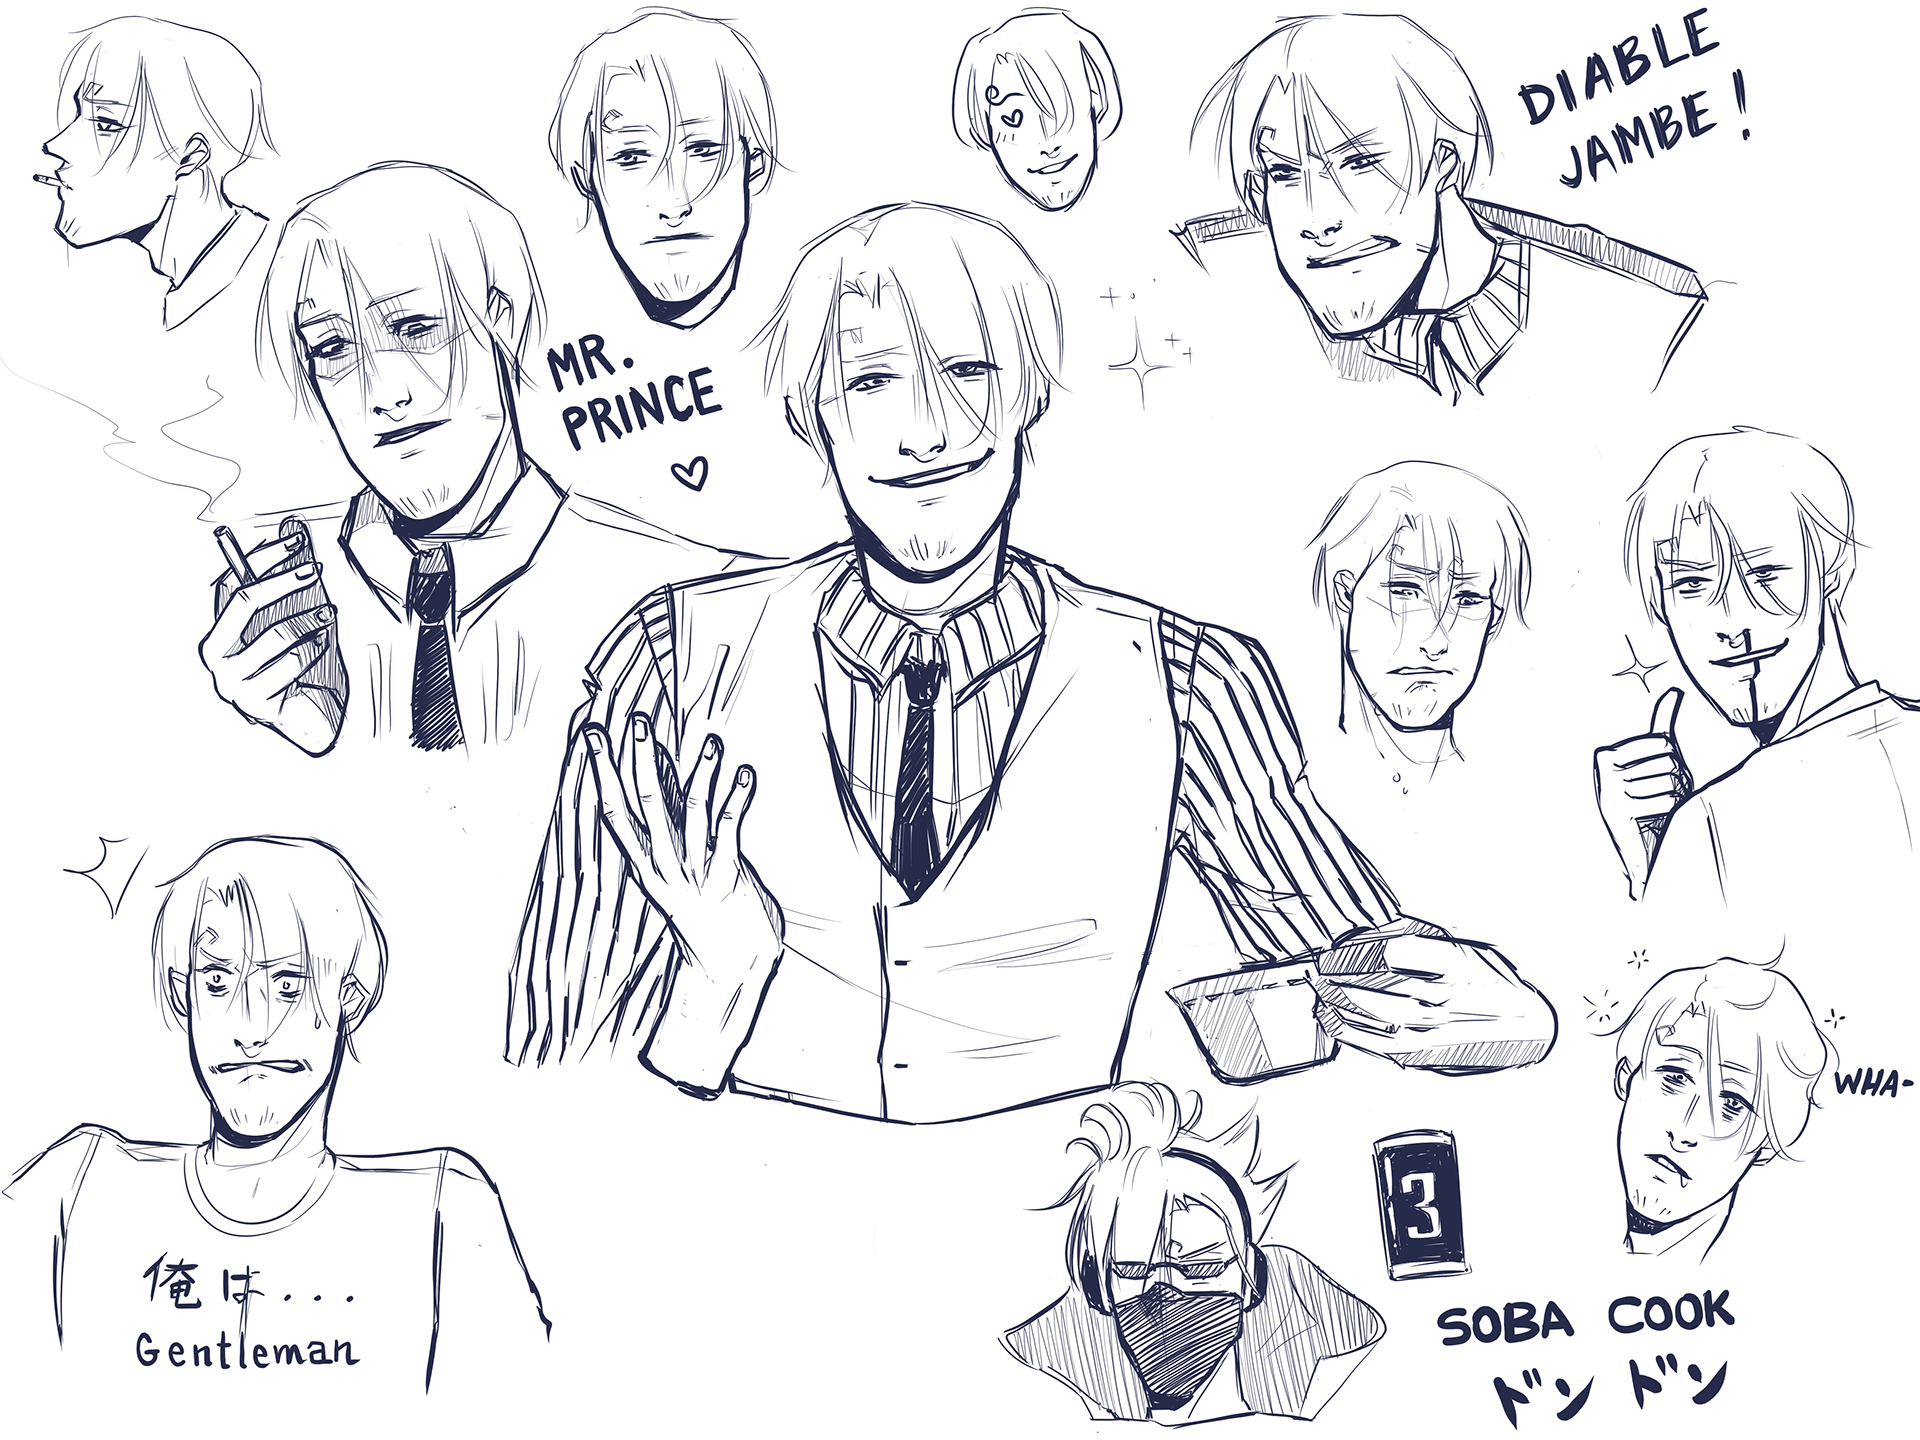 DIABLE
JAMBE!
MR.
PRINCE
WHA-
俺は...
Gentleman
3
SOBA COOK
ドン ドン